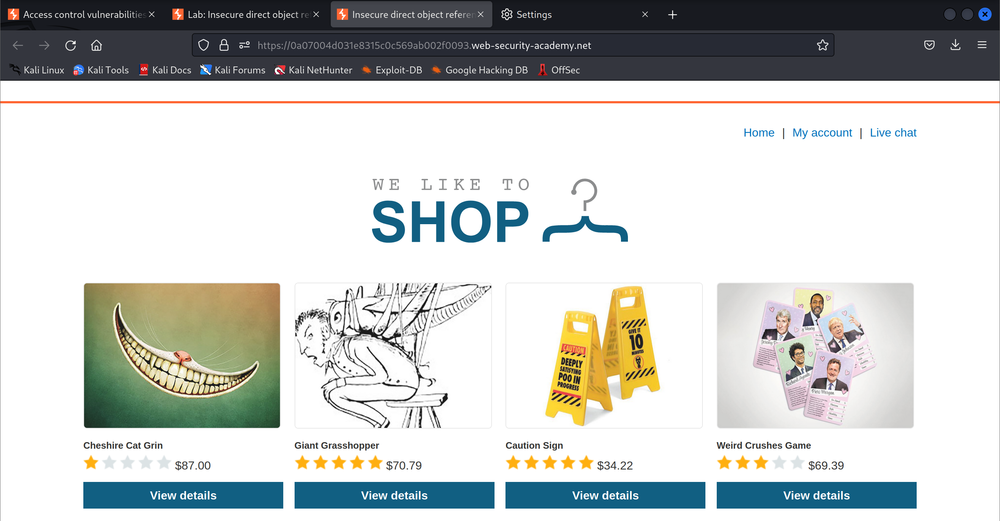 Access control vulnerabilities
Lab: Insecure direct object ref
Insecure direct object referen
Settings
https://0a07004d031e8315c0c569ab002f0093.web-security-academy.net
Kali Linux
Kali Tools
Kali Docs
Kali Forums
Kali NetHunter
Exploit-DB
Google Hacking DB
OffSec
Home | My account | Live chat
WE LIKE TO
SHOP
CAUTION
DEEPLY
SATISFYING
POO IN
PROGRESS
GIVE IT
10
MINUTES
y Henry
Jeremy P
s Johnson
Richard Ayoade
Piers Morgan
Cheshire Cat Grin
$87.00
View details
Giant Grasshopper
$70.79
View details
Caution Sign
$34.22
View details
Weird Crushes Game
$69.39
View details